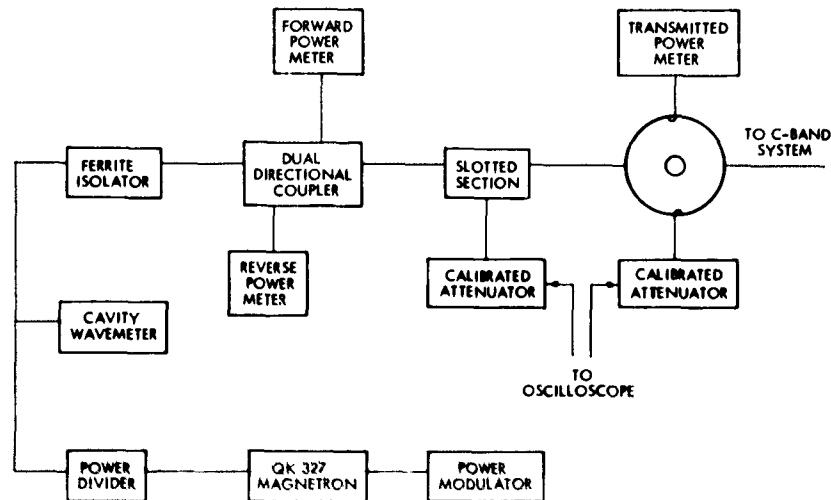 FORWARD
POWER
METER
TRANSMITTED
POWER
METER
TO C-BAND
SYSTEM
FERRITE
ISOLATOR
DUAL
DIRECTIONAL
COUPLER
SLOTTED
SECTION
REVERSE
POWER
METER
CALIBRATED
ATTENUATOR
CALIBRATED
ATTENUATOR
CAVITY
WAVEMETER
TO
OSCILLOSCOPE
POWER
DIVIDER
QK 327
MAGNETRON
POWER
MODULATOR